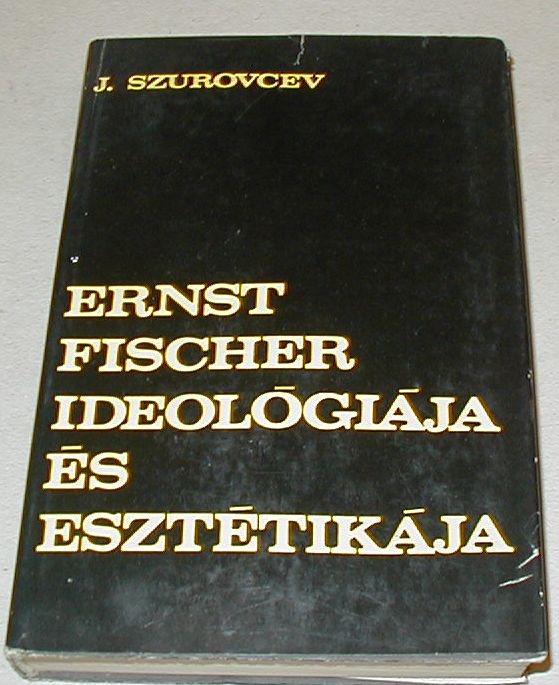 J. SZUROVCEV
ERNST
FISCHER
IDEOLÓGIÁJA
ÉS
ESZTÉTIKÁJA